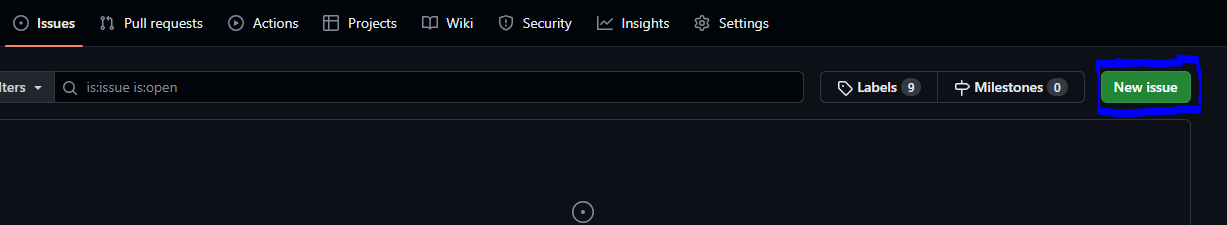 Issues Pull requests Actions Projects Wiki Security Insights Settings
lters is:issue is:open Labels 9 Milestones 0 New issue